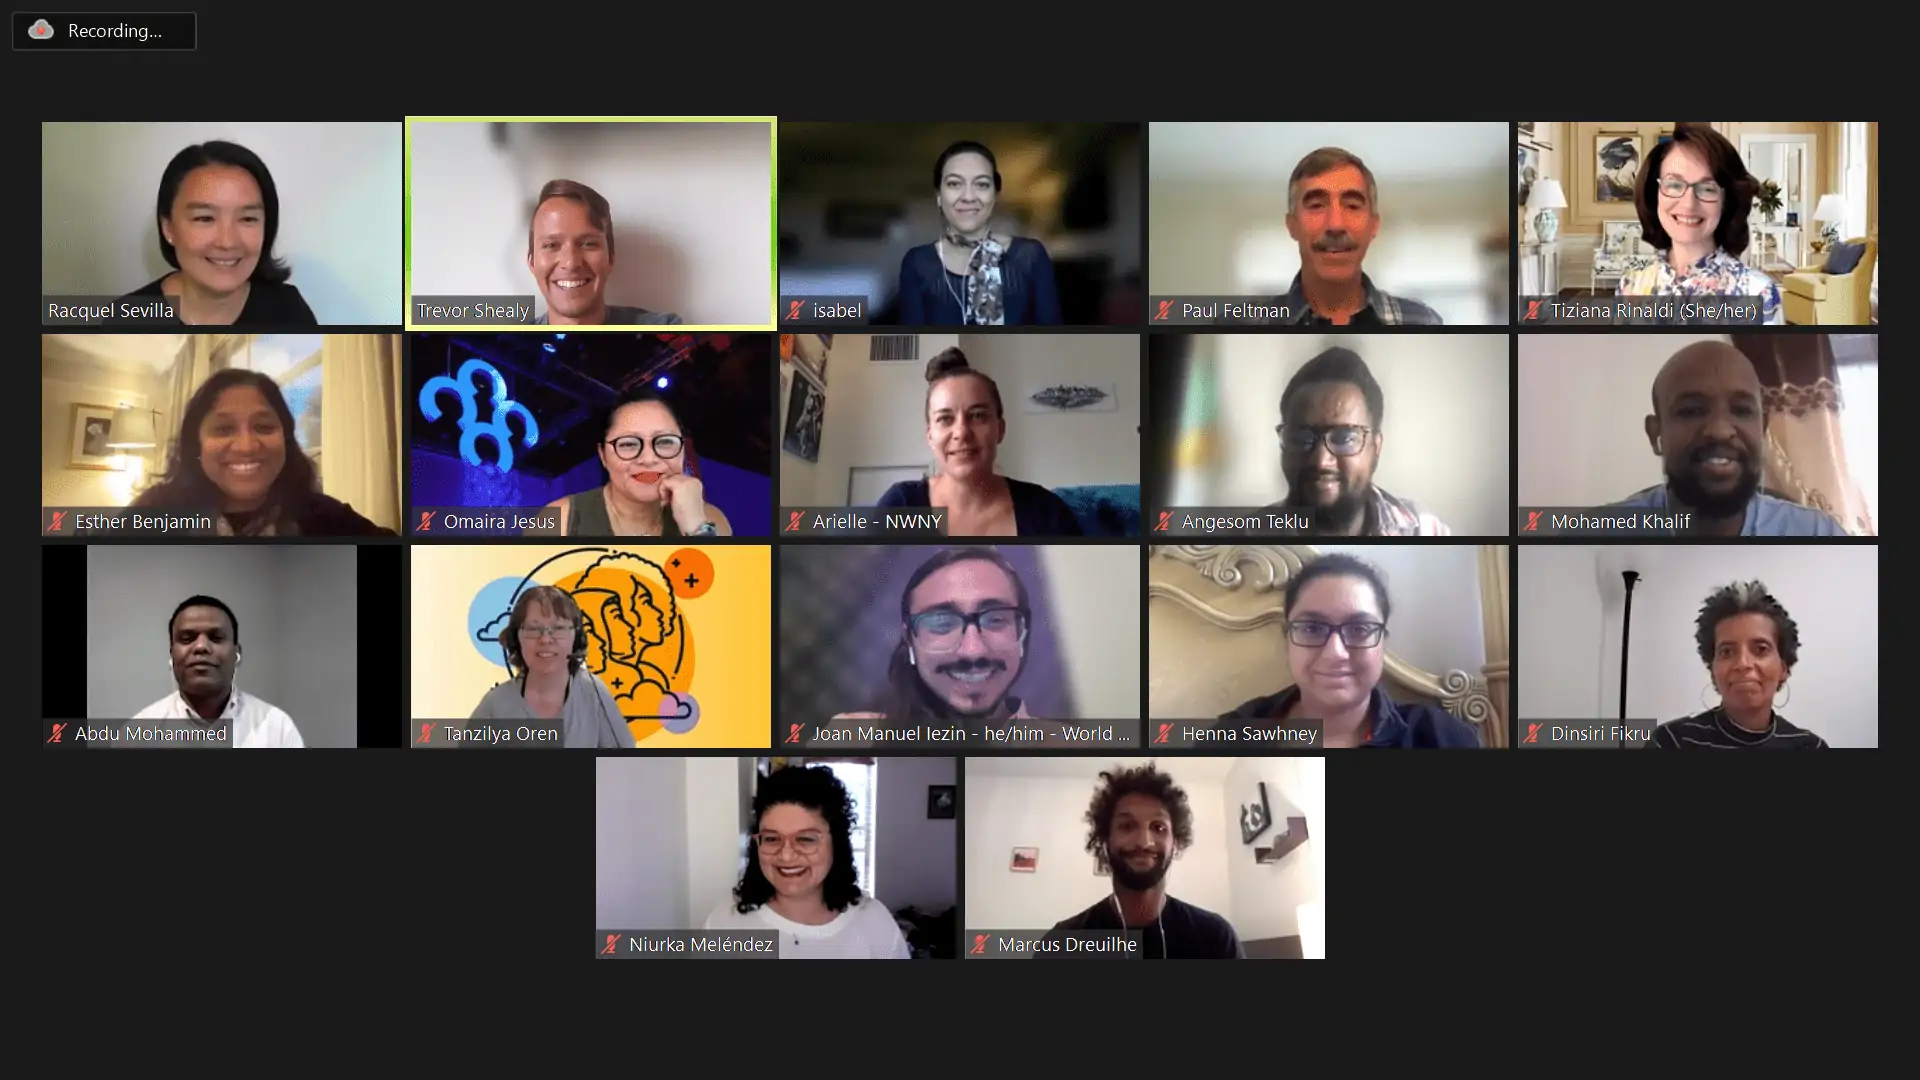 Recording...
Racquel Sevilla
Trevor Shealy
isabel
Paul Feltman
Tiziana Rinaldi (She/her)
Esther Benjamin
Omaira Jesus
Arielle - NWNY
Angesom Teklu
Mohamed Khalif
Abdu Mohammed
Tanzilya Oren
Joan Manuel Iezin - he/him - World ...
Henna Sawhney
Dinsiri Fikru
Niurka Meléndez
Marcus Dreuilhe